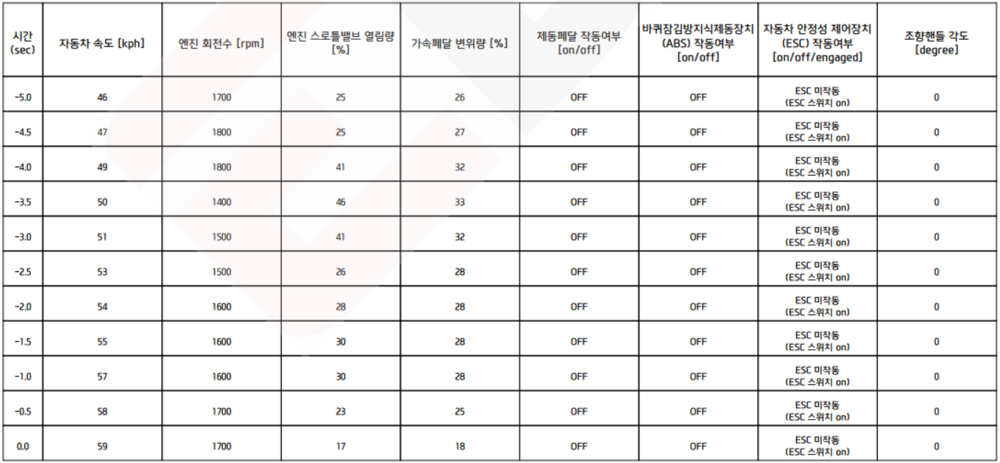 시간 (sec) | 자동차 속도 [kph] | 엔진 회전수 [rpm] | 엔진 스로틀밸브 열림량 [%] | 가속페달 변위량 [%] | 제동페달 작동여부 [on/off] | 바퀴잠김방지식제동장치 (ABS) 작동여부 [on/off] | 자동차 안정성 제어장치 (ESC) 작동여부 [on/off/engaged] | 조향핸들 각도 [degree]
-5.0 | 46 | 1700 | 25 | 26 | OFF | OFF | ESC 미작동 (ESC 스위치 on) | 0
-4.5 | 47 | 1800 | 25 | 27 | OFF | OFF | ESC 미작동 (ESC 스위치 on) | 0
-4.0 | 49 | 1800 | 41 | 32 | OFF | OFF | ESC 미작동 (ESC 스위치 on) | 0
-3.5 | 50 | 1400 | 46 | 33 | OFF | OFF | ESC 미작동 (ESC 스위치 on) | 0
-3.0 | 51 | 1500 | 41 | 32 | OFF | OFF | ESC 미작동 (ESC 스위치 on) | 0
-2.5 | 53 | 1500 | 26 | 28 | OFF | OFF | ESC 미작동 (ESC 스위치 on) | 0
-2.0 | 54 | 1600 | 28 | 28 | OFF | OFF | ESC 미작동 (ESC 스위치 on) | 0
-1.5 | 55 | 1600 | 30 | 28 | OFF | OFF | ESC 미작동 (ESC 스위치 on) | 0
-1.0 | 57 | 1600 | 30 | 28 | OFF | OFF | ESC 미작동 (ESC 스위치 on) | 0
-0.5 | 58 | 1700 | 23 | 25 | OFF | OFF | ESC 미작동 (ESC 스위치 on) | 0
0.0 | 59 | 1700 | 17 | 18 | OFF | OFF | ESC 미작동 (ESC 스위치 on) | 0